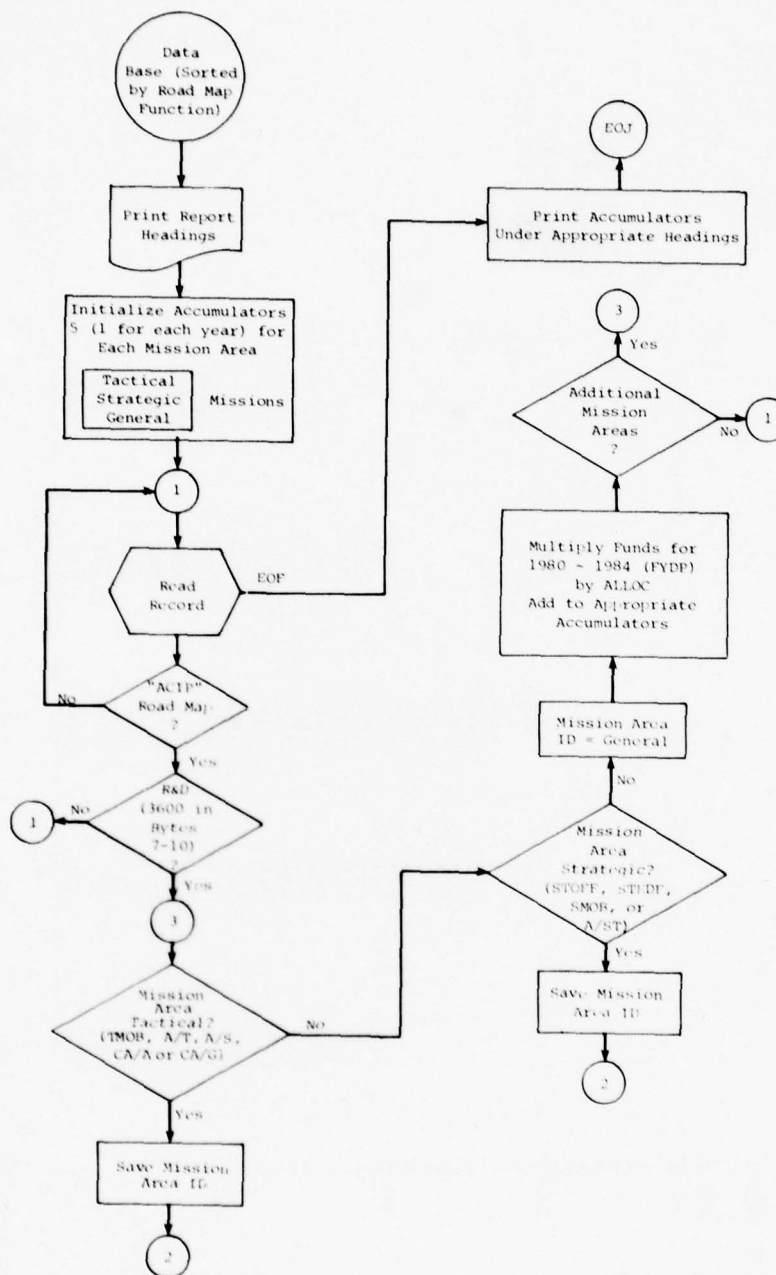 Data
Base (Sorted
by Road Map
Function)
Print Report
Headings
Initialize Accumulators
5 (1 for each year) for
Each Mission Area
Tactical
Strategic
General
Missions
1
Read
Record
EOF
"ACIP"
Road Map
?
No
Yes
R&D
(3600 in
Bytes
7-10)
?
No
1
Yes
3
Mission
Area
Tactical?
(TMOB, A/T, A/S,
CA/A or CA/G)
No
Yes
Save Mission
Area ID
2
EOJ
Print Accumulators
Under Appropriate Headings
3
Yes
Additional
Mission
Areas
?
No
1
Multiply Funds for
1980 - 1984 (FYDP)
by ALLOC
Add to Appropriate
Accumulators
Mission Area
ID = General
No
Mission
Area
Strategic?
(STOFF, STEDF,
SMOB, or
A/ST)
Yes
Save Mission
Area ID
2